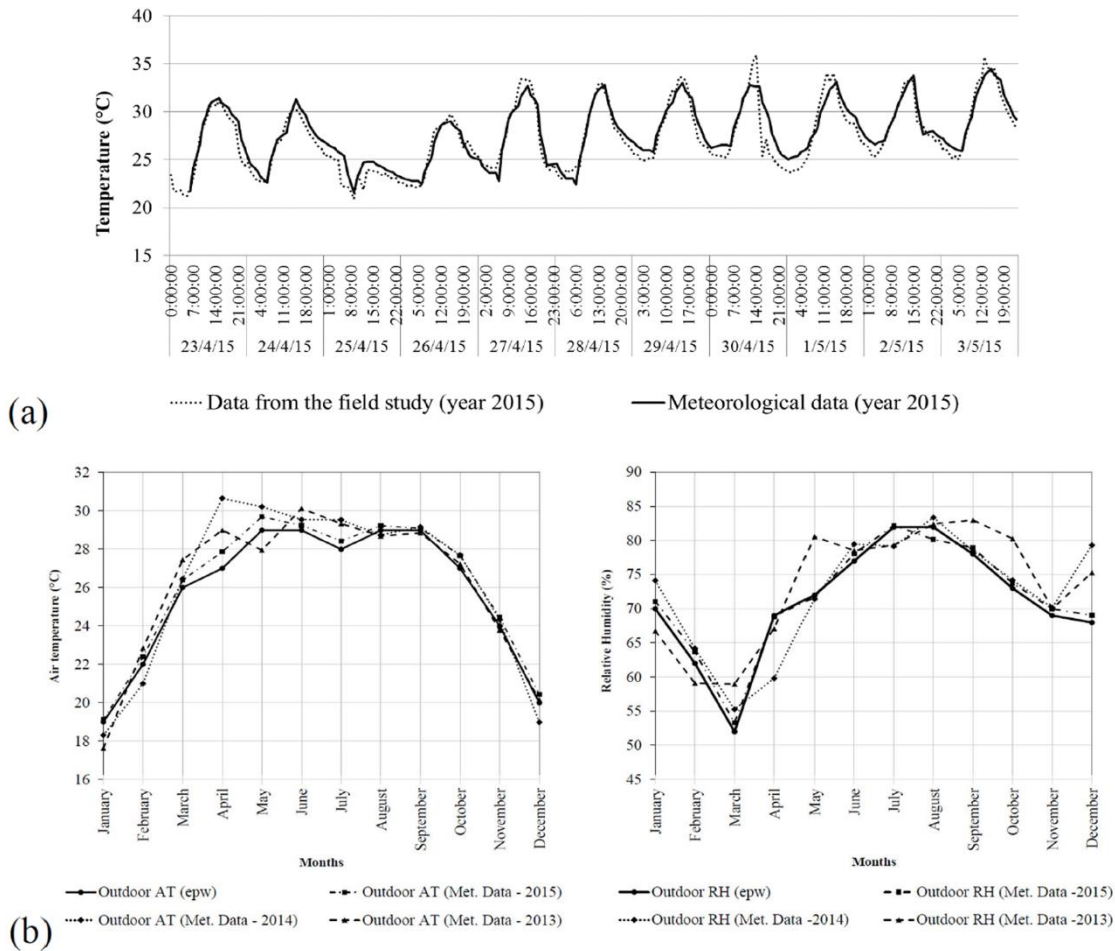 40
35
30
25
20
15
Temperature (°C)
0:00:00 7:00:00 14:00:00 21:00:00 4:00:00 11:00:00 18:00:00 1:00:00 8:00:00 15:00:00 22:00:00 5:00:00 12:00:00 19:00:00 2:00:00 9:00:00 16:00:00 23:00:00 6:00:00 13:00:00 20:00:00 3:00:00 10:00:00 17:00:00 0:00:00 7:00:00 14:00:00 21:00:00 4:00:00 11:00:00 18:00:00 1:00:00 8:00:00 15:00:00 22:00:00 5:00:00 12:00:00 19:00:00
23/4/15 24/4/15 25/4/15 26/4/15 27/4/15 28/4/15 29/4/15 30/4/15 1/5/15 2/5/15 3/5/15
(a)
Data from the field study (year 2015) Meteorological data (year 2015)
32
30
28
26
24
22
20
18
16
Air temperature (°C)
January February March April May June July August September October November December
Months
Outdoor AT (epw) Outdoor AT (Met. Data - 2015)
Outdoor AT (Met. Data - 2014) Outdoor AT (Met. Data - 2013)
90
85
80
75
70
65
60
55
50
45
Relative Humidity (%)
January February March April May June July August September October November December
Months
Outdoor RH (epw) Outdoor RH (Met. Data -2015)
Outdoor RH (Met. Data -2014) Outdoor RH (Met. Data -2013)
(b)